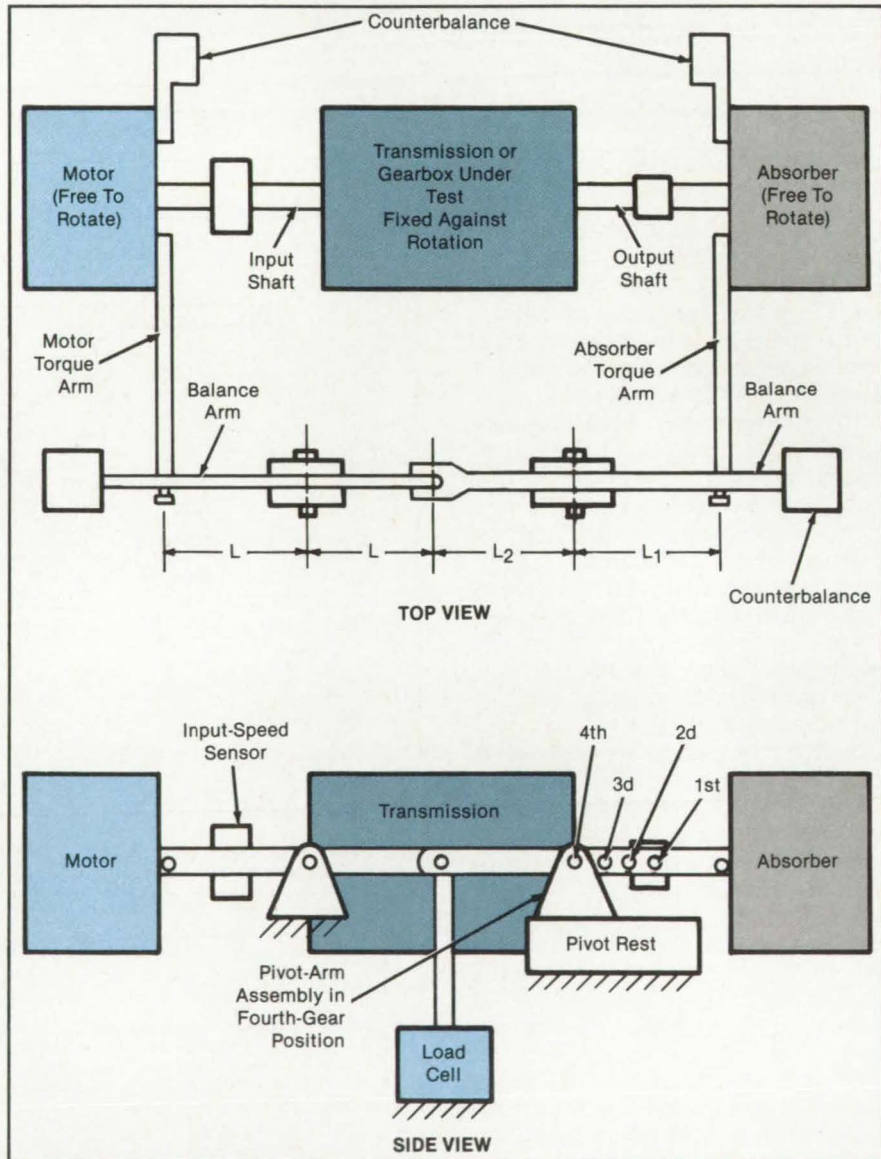 Counterbalance
Motor
(Free To
Rotate)
Transmission or
Gearbox Under
Test
Fixed Against
Rotation
Absorber
(Free To
Rotate)
Input
Shaft
Output
Shaft
Motor
Torque
Arm
Absorber
Torque
Arm
Balance
Arm
Balance
Arm
L
L
L₂
L₁
Counterbalance
TOP VIEW
Input-Speed
Sensor
4th
2d
3d
1st
Motor
Transmission
Absorber
Pivot Rest
Pivot-Arm
Assembly in
Fourth-Gear
Position
Load
Cell
SIDE VIEW